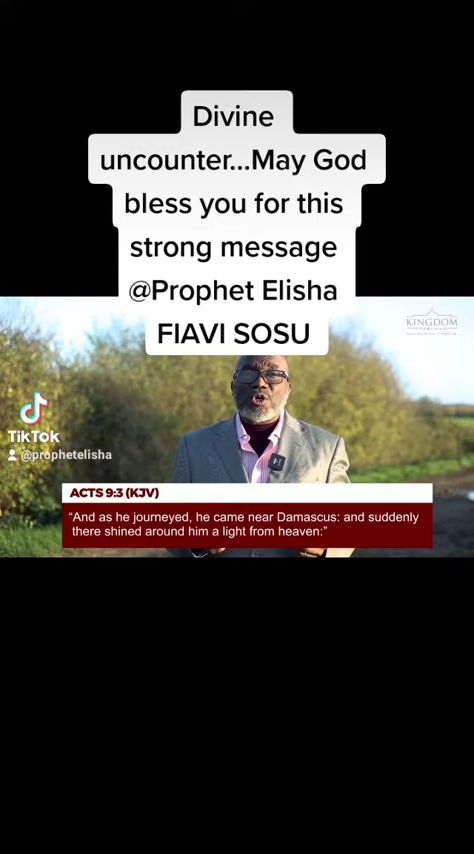 Divine
uncounter...May God
bless you for this
strong message
@Prophet Elisha
FIAVI SOSU
KINGDOM
TikTok
@prophetelisha
ACTS 9:3 (KJV)
“And as he journeyed, he came near Damascus: and suddenly
there shined around him a light from heaven:”